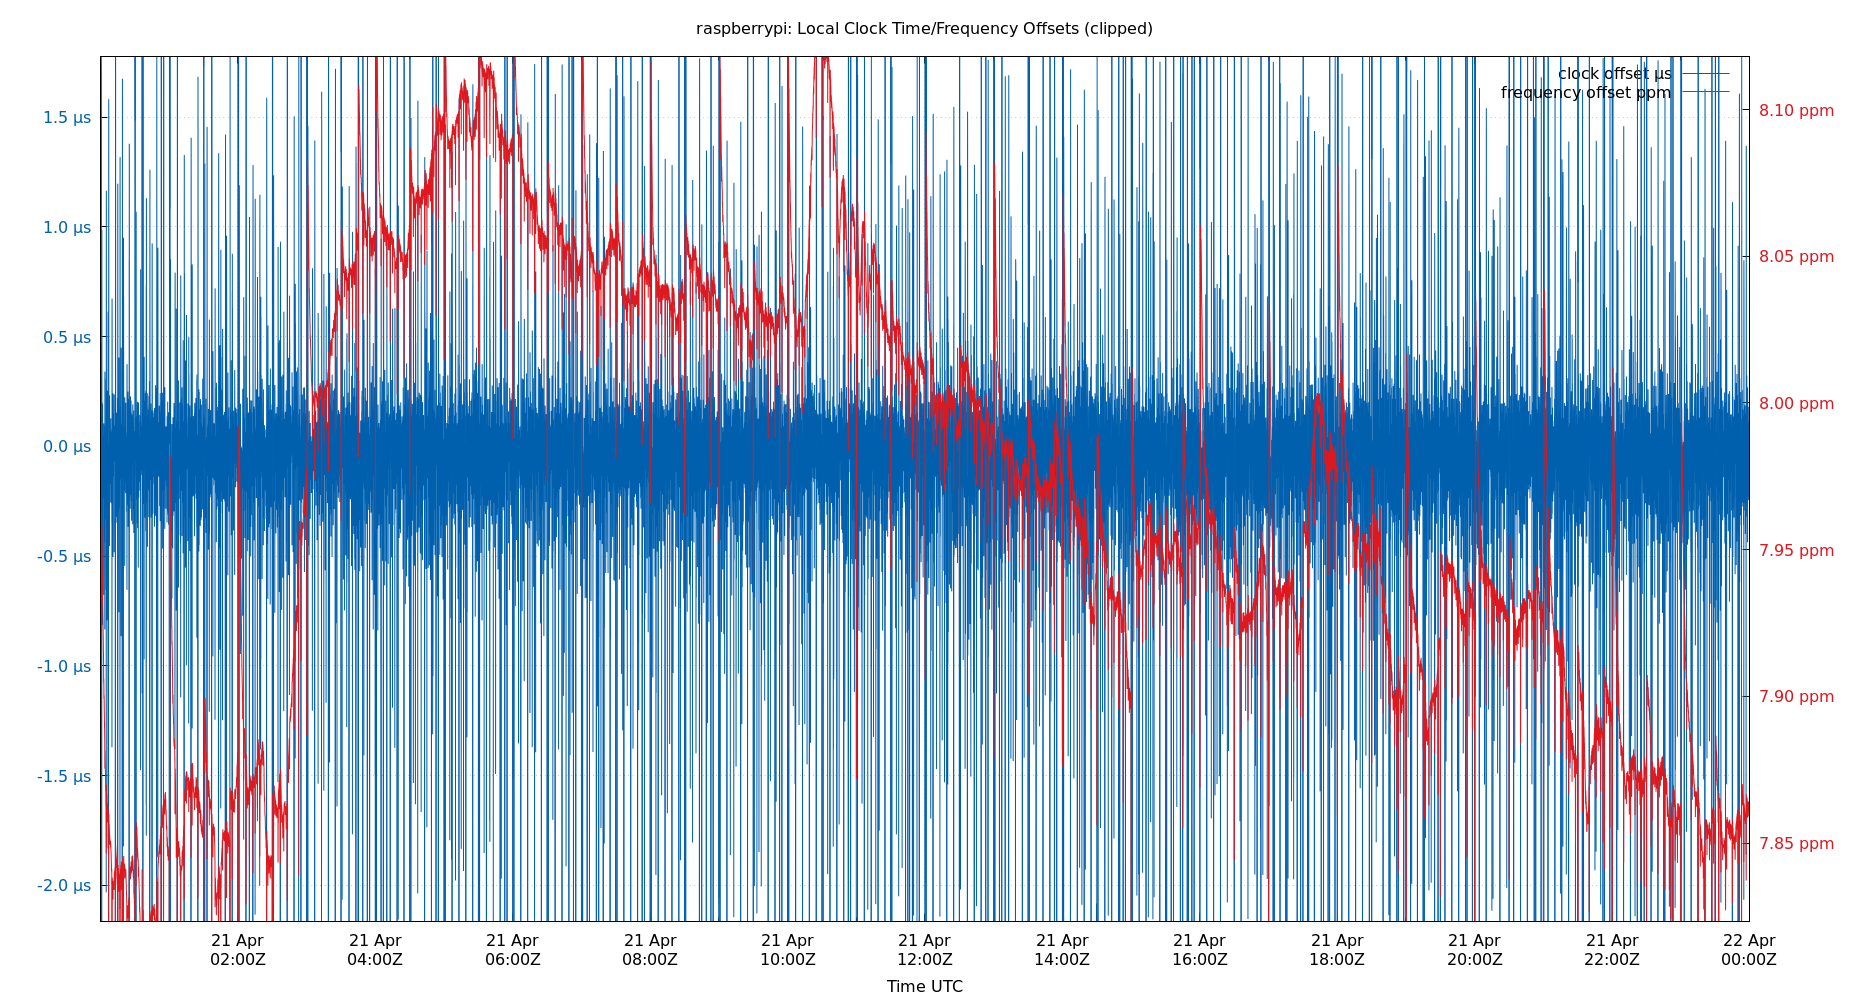 raspberrypi: Local Clock Time/Frequency Offsets (clipped)
clock offset µs
frequency offset ppm
1.5 µs
1.0 µs
0.5 µs
0.0 µs
-0.5 µs
-1.0 µs
-1.5 µs
-2.0 µs
8.10 ppm
8.05 ppm
8.00 ppm
7.95 ppm
7.90 ppm
7.85 ppm
21 Apr 21 Apr 21 Apr 21 Apr 21 Apr 21 Apr 21 Apr 21 Apr 21 Apr 21 Apr 21 Apr 22 Apr
02:00Z 04:00Z 06:00Z 08:00Z 10:00Z 12:00Z 14:00Z 16:00Z 18:00Z 20:00Z 22:00Z 00:00Z
Time UTC